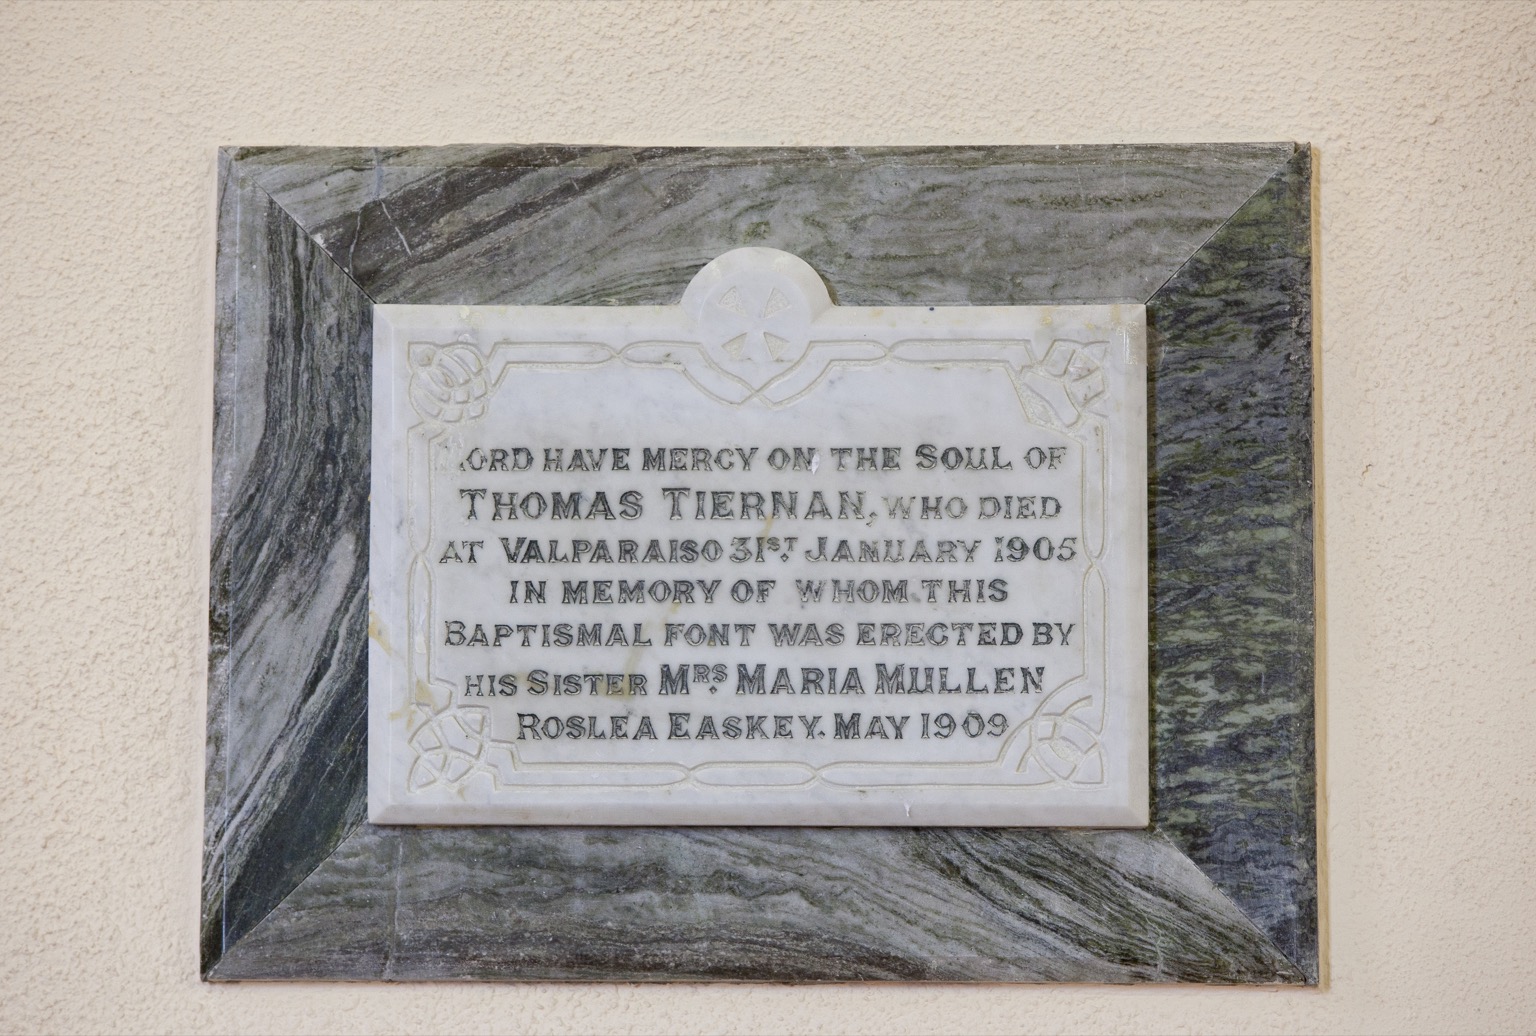 LORD HAVE MERCY ON THE SOUL OF
THOMAS TIERNAN, WHO DIED
AT VALPARAISO 31ST. JANUARY 1905
IN MEMORY OF WHOM THIS
BAPTISMAL FONT WAS ERECTED BY
HIS SISTER MRS. MARIA MULLEN
ROSLEA EASKEY. MAY 1909